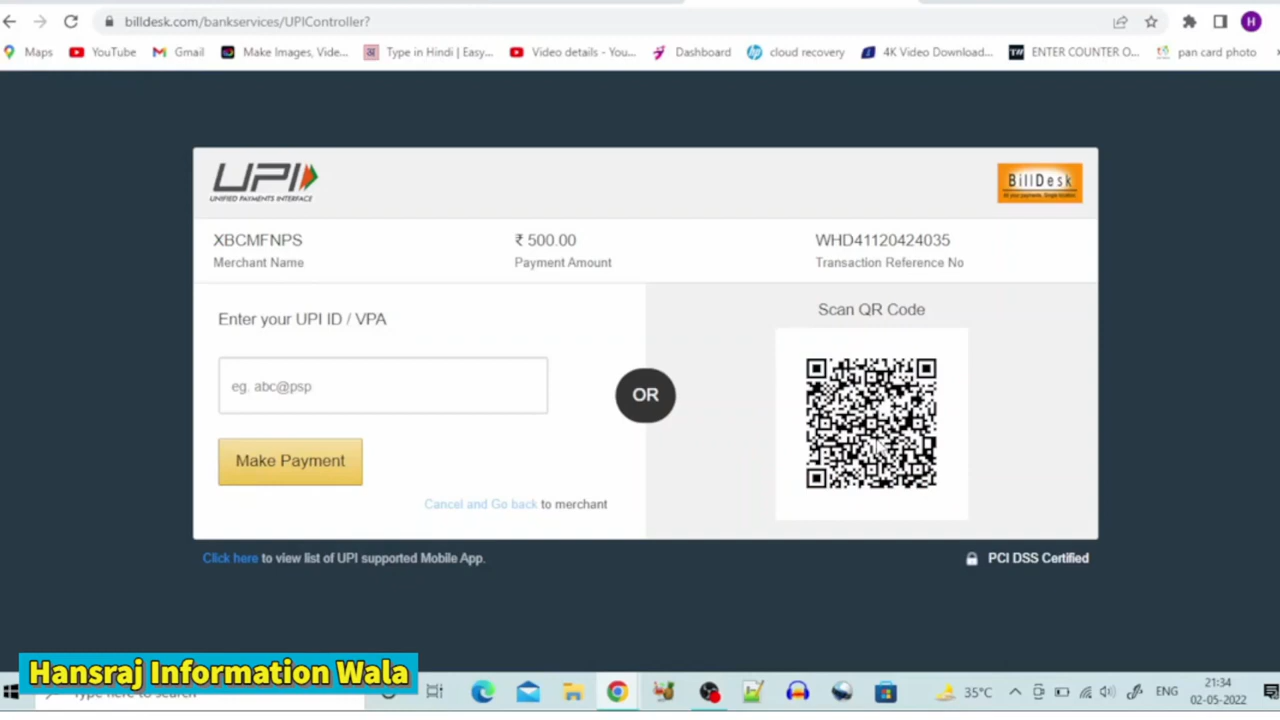 billdesk.com/bankservices/UPIController?
H
Maps YouTube Gmail Make Images, Vide... Type in Hindi | Easy... Video details - You... Dashboard cloud recovery 4K Video Download... ENTER COUNTER O... pan card photo
UPI
UNIFIED PAYMENTS INTERFACE
BillDesk
XBCMFNPS ₹ 500.00 WHD41120424035
Merchant Name Payment Amount Transaction Reference No
Enter your UPI ID / VPA
Scan QR Code
eg. abc@psp
OR
Make Payment
Cancel and Go back to merchant
Click here to view list of UPI supported Mobile App.
PCI DSS Certified
Hansraj Information Wala
35°C ENG 21:34
02-05-2022